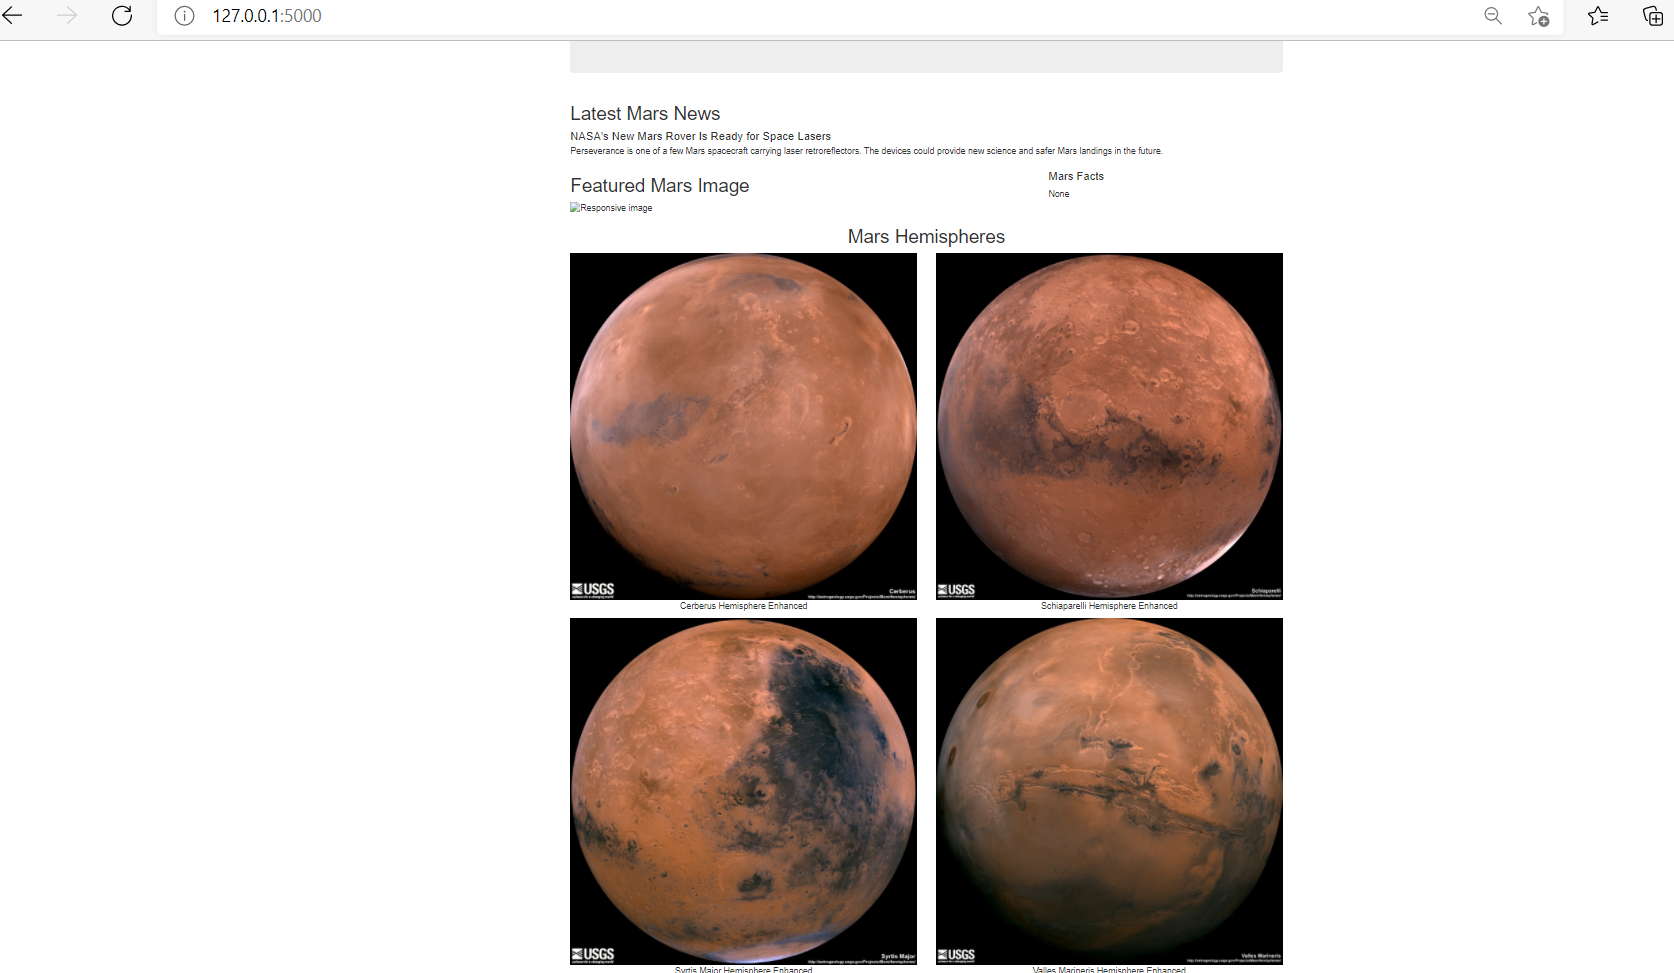 127.0.0.1:5000
Latest Mars News
NASA's New Mars Rover Is Ready for Space Lasers
Perseverance is one of a few Mars spacecraft carrying laser retroreflectors. The devices could provide new science and safer Mars landings in the future.
Featured Mars Image
Responsive image
Mars Facts
None
Mars Hemispheres
USGS
Cerberus
USGS
Schiaparelli
Cerberus Hemisphere Enhanced
Schiaparelli Hemisphere Enhanced
USGS
Syrtis Major
USGS
Valles Marineris
Syrtis Major Hemisphere Enhanced
Valles Marineris Hemisphere Enhanced